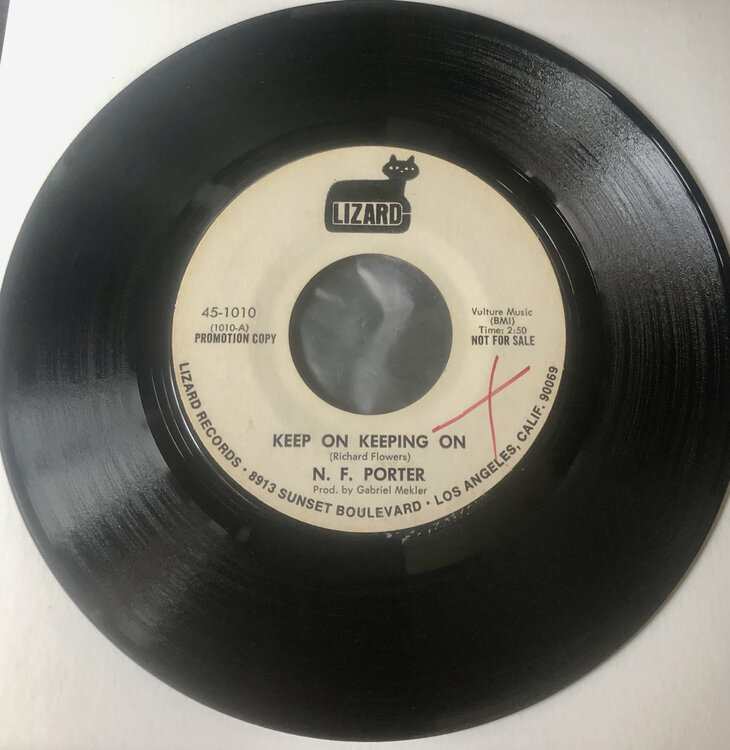 LIZARD
45-1010
(1010-A)
PROMOTION COPY
Vulture Music
(BMI)
Time: 2:50
NOT FOR SALE
KEEP ON KEEPING ON
(Richard Flowers)
N. F. PORTER
Prod. by Gabriel Mekler
LIZARD RECORDS • 8913 SUNSET BOULEVARD • LOS ANGELES, CALIF. 90069